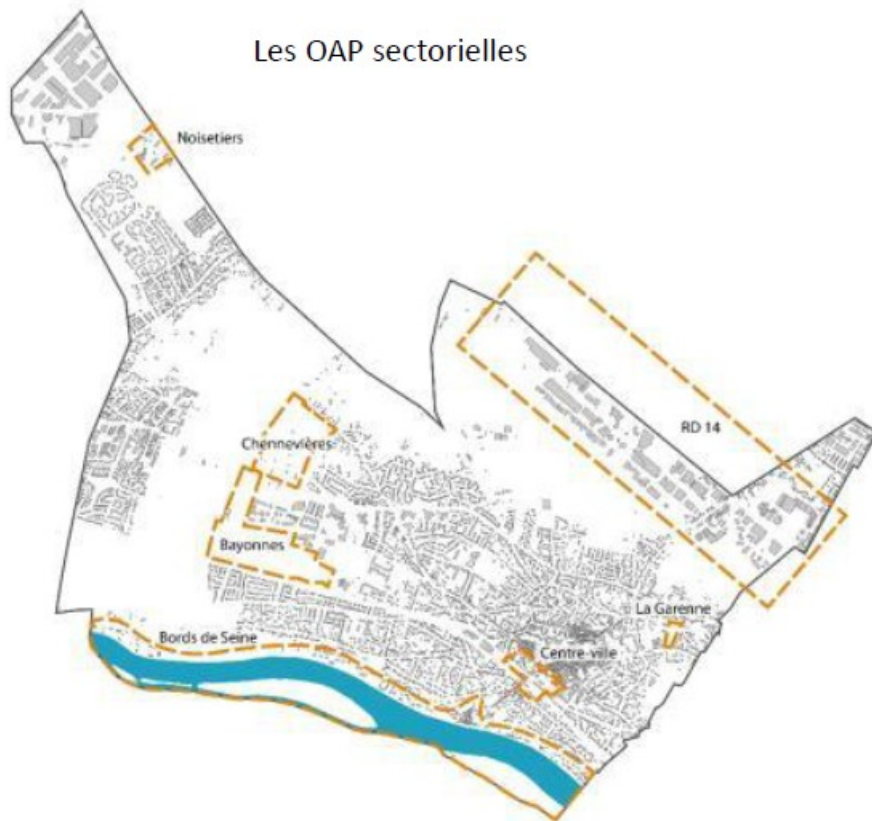 Les OAP sectorielles
Noisetiers
RD 14
Chennevières
Bayonnes
La Garenne
Bords de Seine
Centre-ville